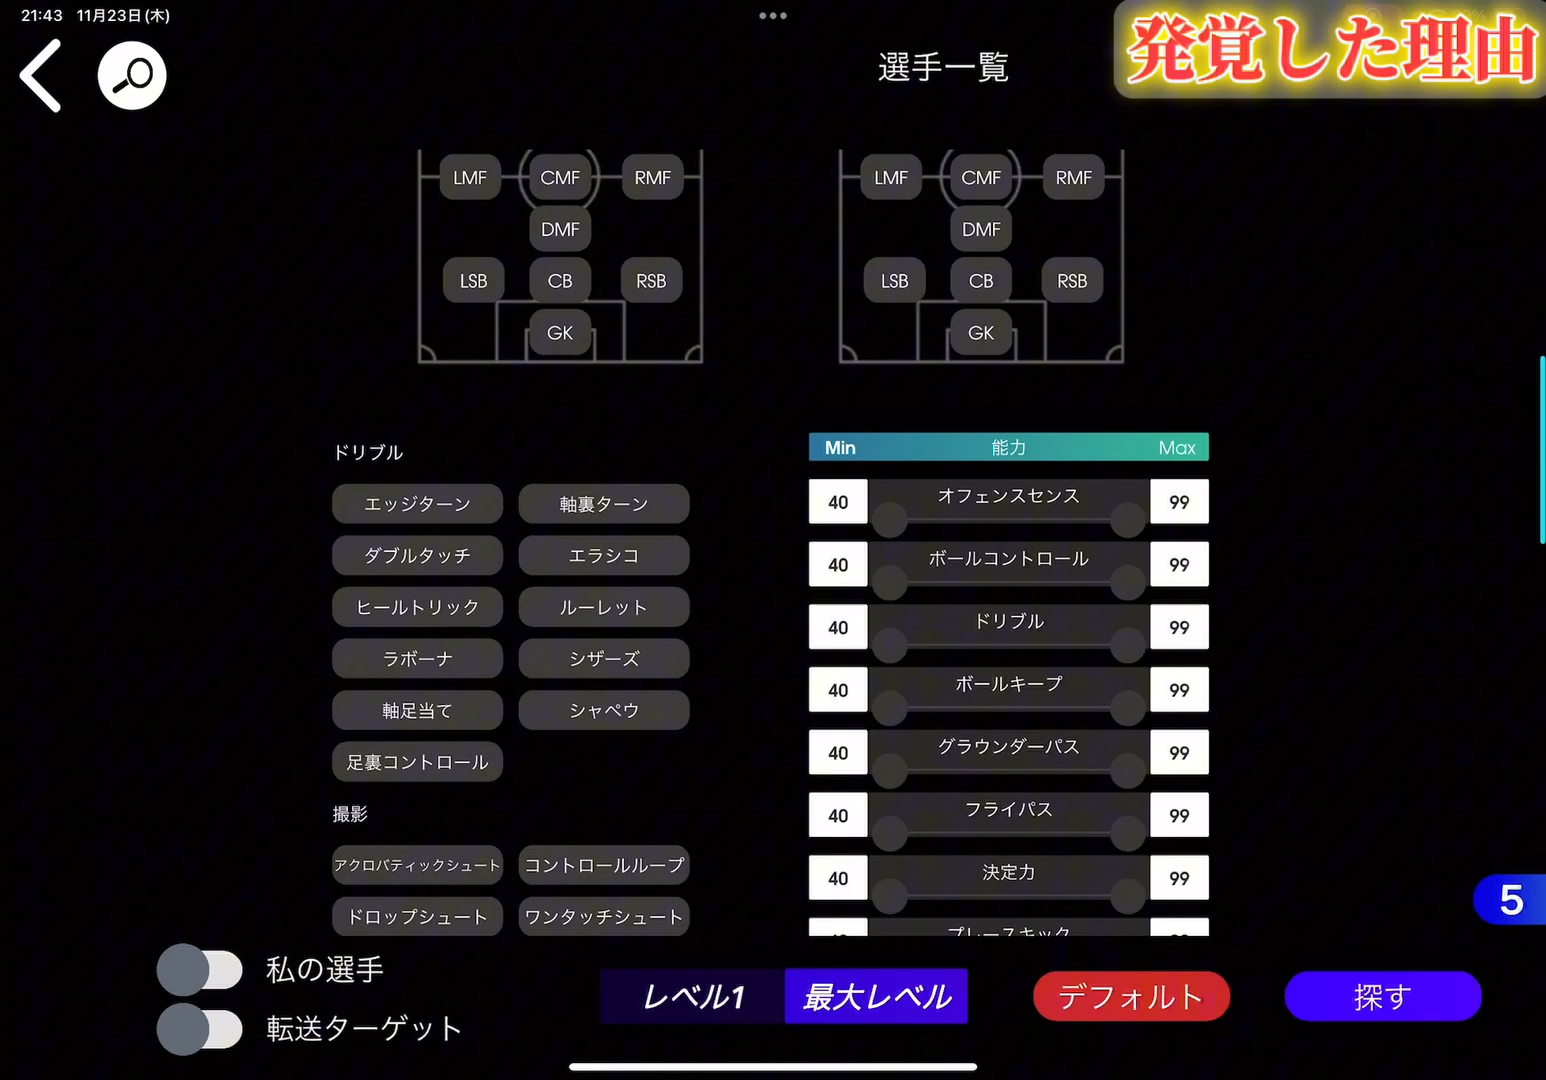 21:43 11月23日(木)
発覚した理由
選手一覧
LMF CMF RMF
DMF
LSB CB RSB
GK
LMF CMF RMF
DMF
LSB CB RSB
GK
ドリブル
エッジターン 軸裏ターン
ダブルタッチ エラシコ
ヒールトリック ルーレット
ラボーナ シザーズ
軸足当て シャペウ
足裏コントロール
撮影
アクロバティックシュート コントロールループ
ドロップシュート ワンタッチシュート
Min 能力 Max
40 オフェンスセンス 99
40 ボールコントロール 99
40 ドリブル 99
40 ボールキープ 99
40 グラウンダーパス 99
40 フライパス 99
40 決定力 99
プレースキック
5
私の選手
転送ターゲット
レベル1 最大レベル デフォルト 探す